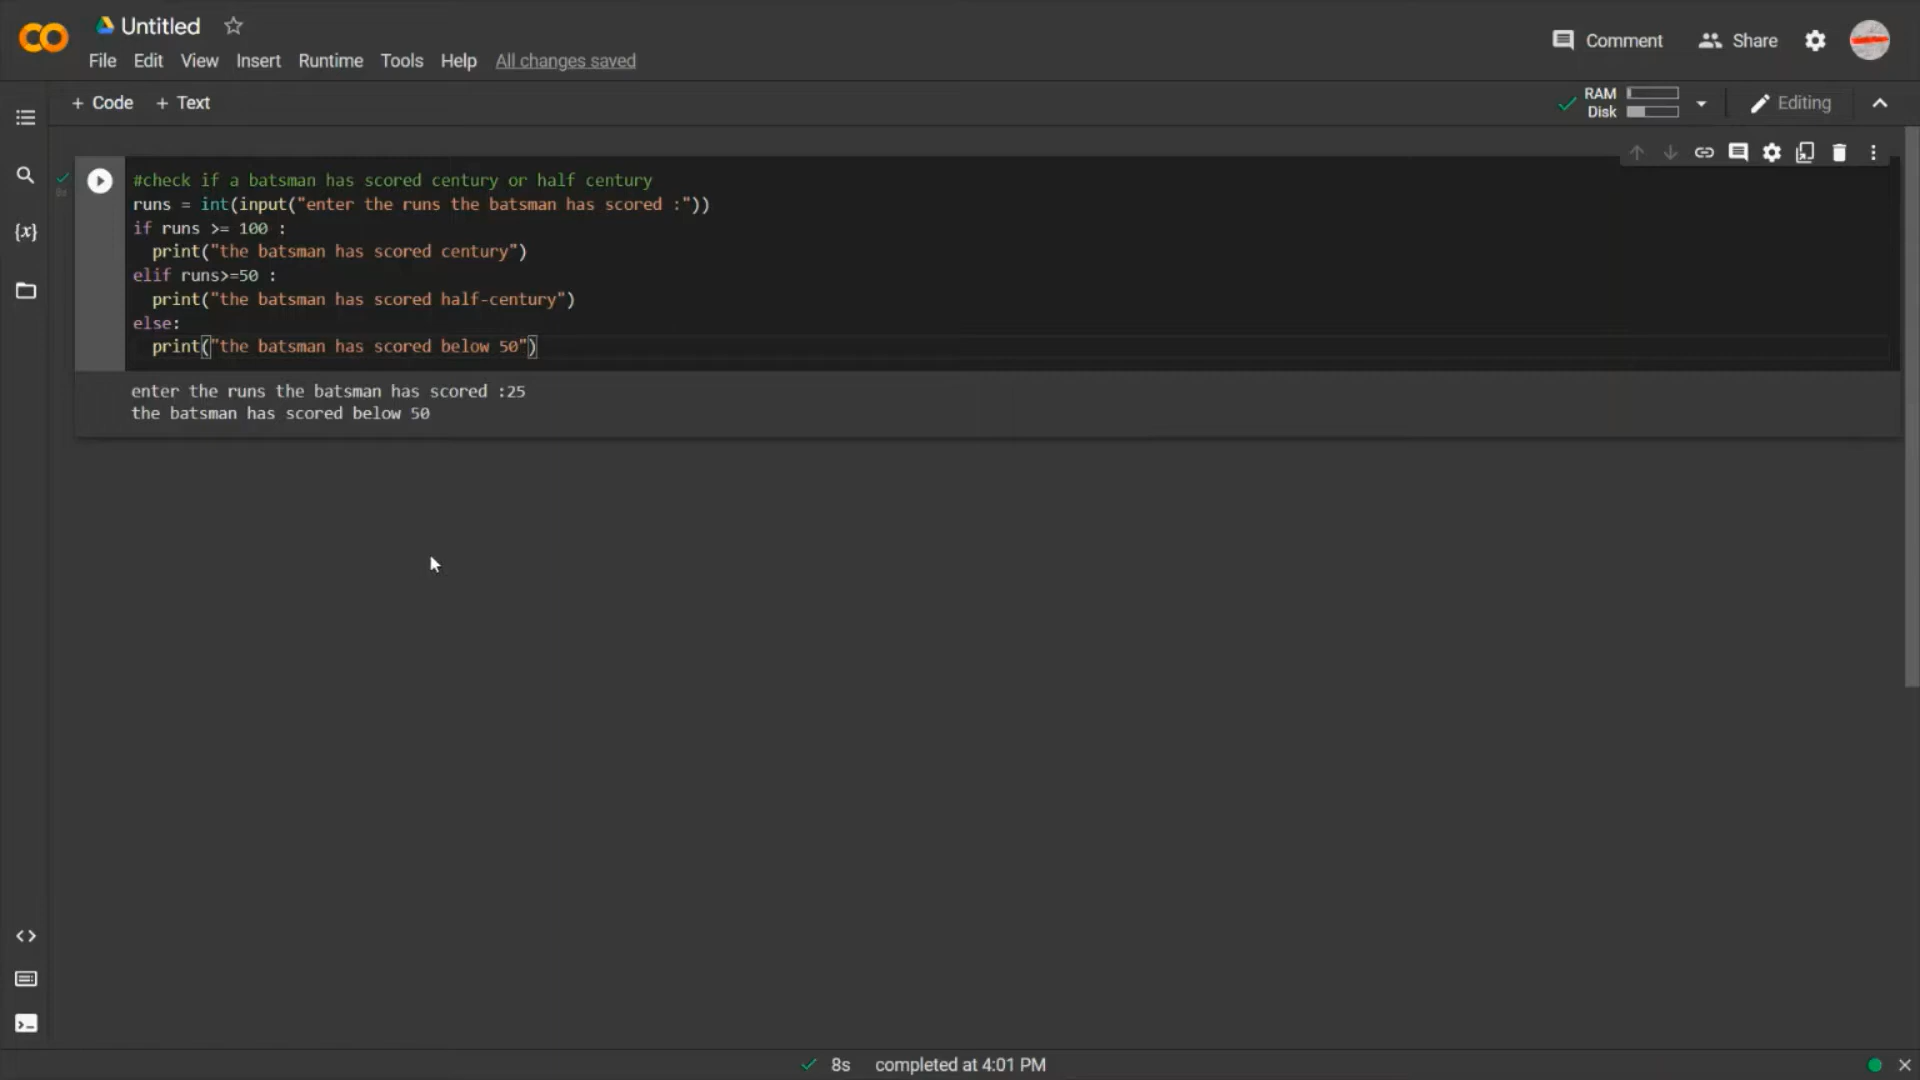 Untitled
Comment
Share
File Edit View Insert Runtime Tools Help All changes saved
+ Code + Text
RAM
Disk
Editing
{x}
8s
#check if a batsman has scored century or half century
runs = int(input("enter the runs the batsman has scored :"))
if runs >= 100 :
  print("the batsman has scored century")
elif runs>=50 :
  print("the batsman has scored half-century")
else:
  print("the batsman has scored below 50")
enter the runs the batsman has scored :25
the batsman has scored below 50
8s completed at 4:01 PM